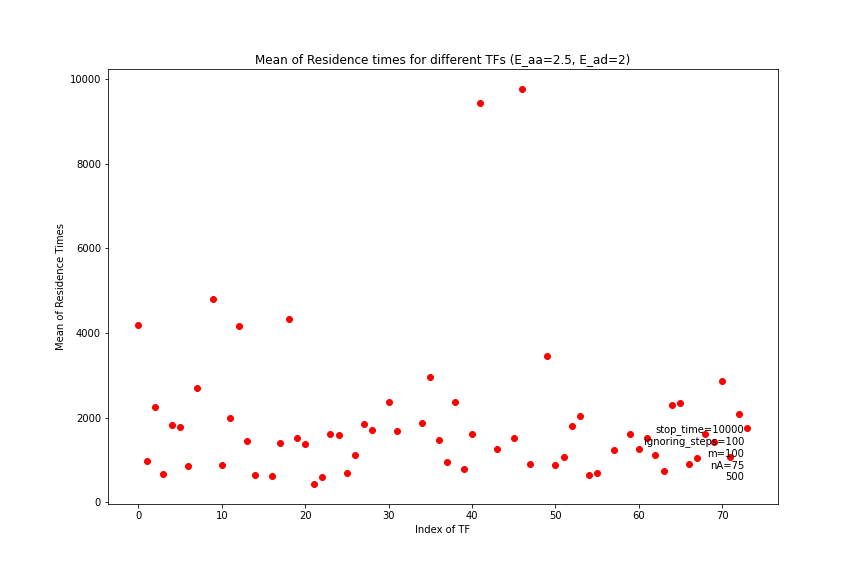 Mean of Residence times for different TFs (E_aa=2.5, E_ad=2)
10000
8000
6000
4000
2000
0
Mean of Residence Times
stop_time=10000
ignoring_steps=100
m=100
nA=75
500
0 10 20 30 40 50 60 70
Index of TF